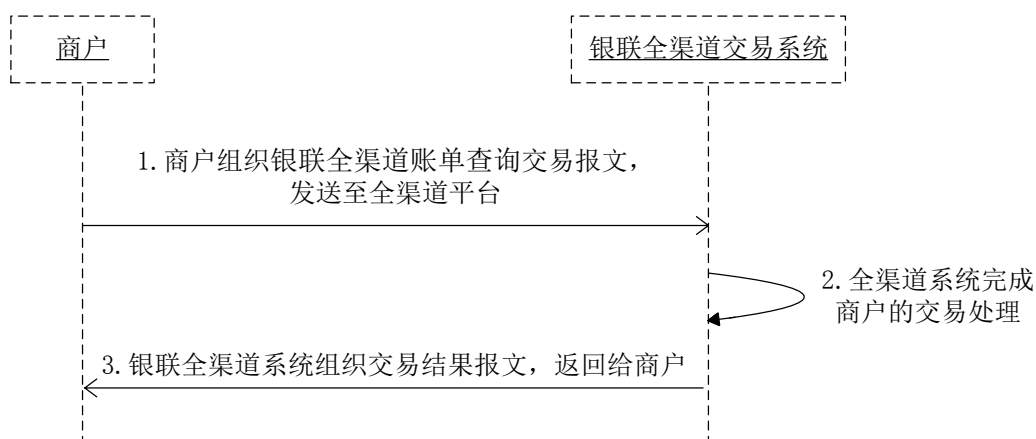 商户
银联全渠道交易系统
1.商户组织银联全渠道账单查询交易报文，
发送至全渠道平台
2.全渠道系统完成
商户的交易处理
3.银联全渠道系统组织交易结果报文，返回给商户